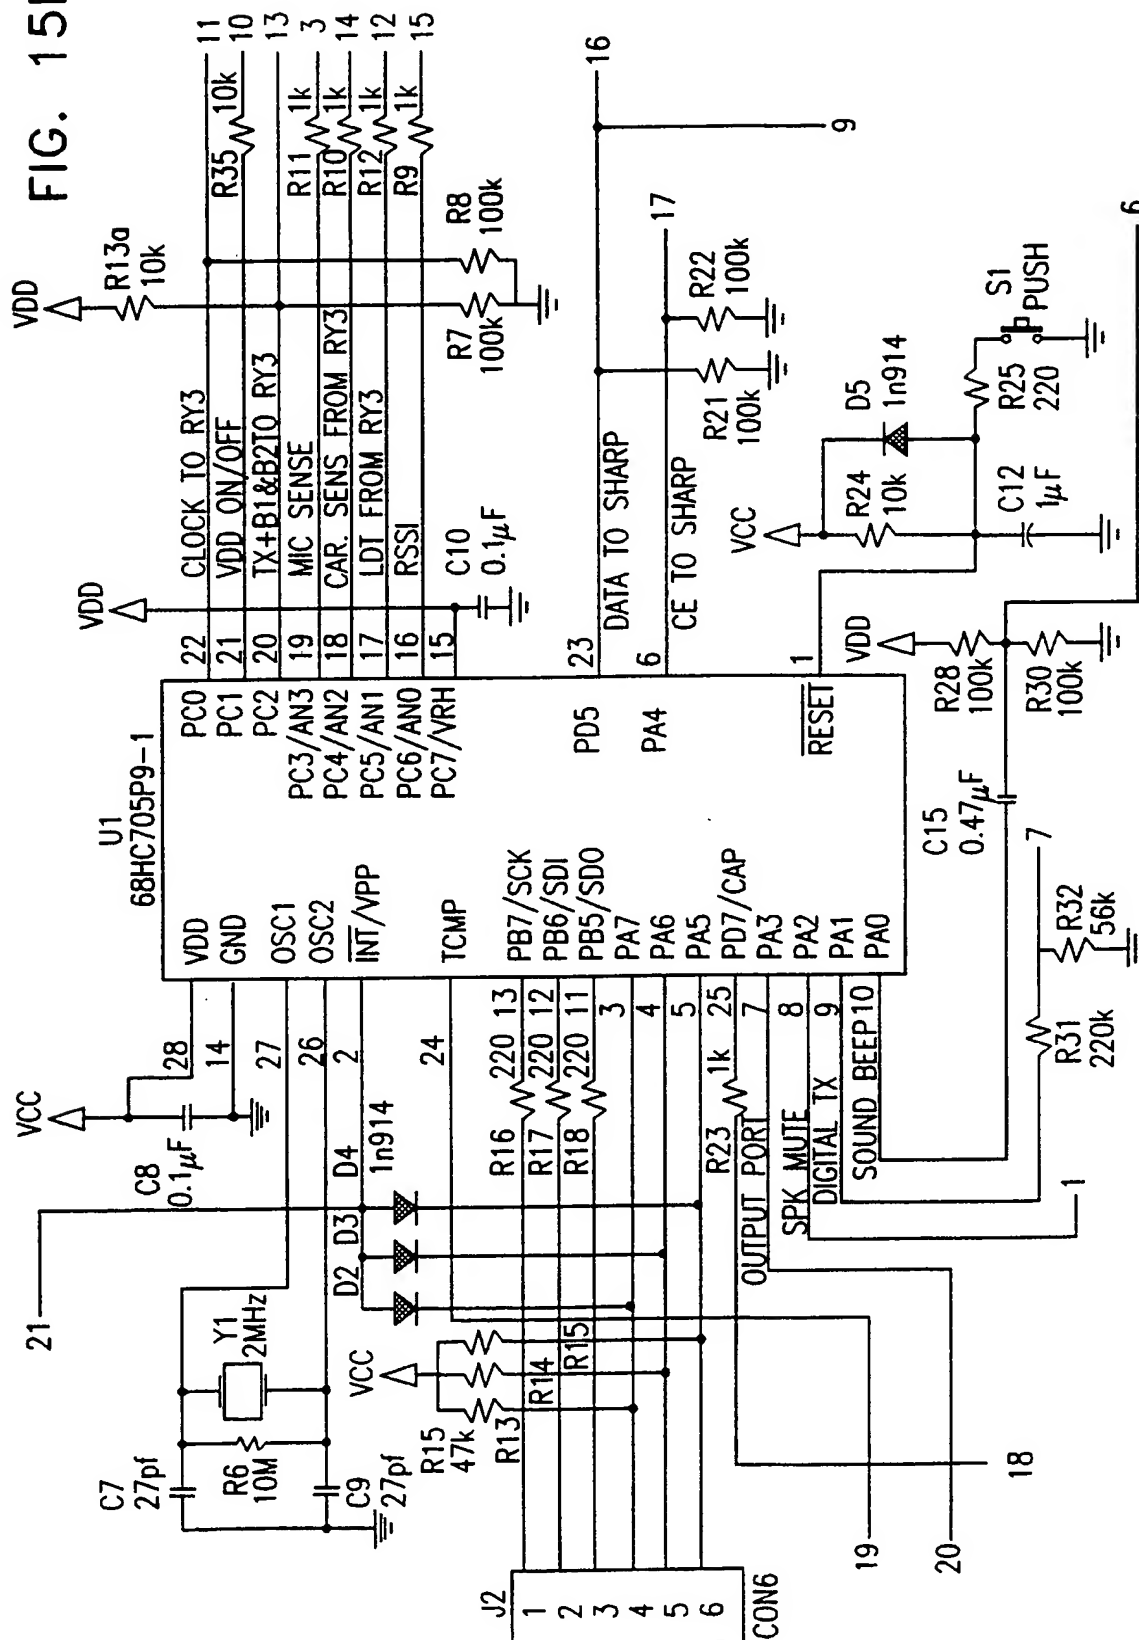 FIG. 15
VDD
R13a
10k
R35
10k
11
10
13
3
14
12
15
R11
1k
R10
1k
R12
1k
R9
1k
CLOCK TO RY3
VDD ON/OFF
TX+B1&B2TO RY3
MIC SENSE
CAR. SENS FROM RY3
LDT FROM RY3
RSSI
R7
100k
R8
100k
VDD
C10
0.1μF
22
21
20
19
18
17
16
15
23
6
1
DATA TO SHARP
CE TO SHARP
16
9
17
R21
100k
R22
100k
VCC
R24
10k
D5
1n914
C12
1μF
R25
220
S1
PUSH
VDD
R28
100k
R30
100k
6
U1
68HC705P9-1
PC0
PC1
PC2
PC3/AN3
PC4/AN2
PC5/AN1
PC6/AN0
PC7/VRH
PD5
PA4
RESET
VDD
GND
OSC1
OSC2
INT/VPP
TCMP
PB7/SCK
PB6/SDI
PB5/SDO
PA7
PA6
PA5
PD7/CAP
PA3
PA2
PA1
PA0
C15
0.47μF
7
R32
56k
R31
220k
VCC
C8
0.1μF
28
14
27
26
2
24
13
12
11
3
4
5
25
7
8
9
10
R16
220
R17
220
R18
220
R23
1k
OUTPUT PORT
SPK MUTE
DIGITAL TX
SOUND BEEP
1
21
D2
D3
D4
1n914
Y1
2MHz
C7
27pf
R6
10M
C9
27pf
VCC
R15
47k
R13
R14
R15
18
19
20
J2
1
2
3
4
5
6
CON6